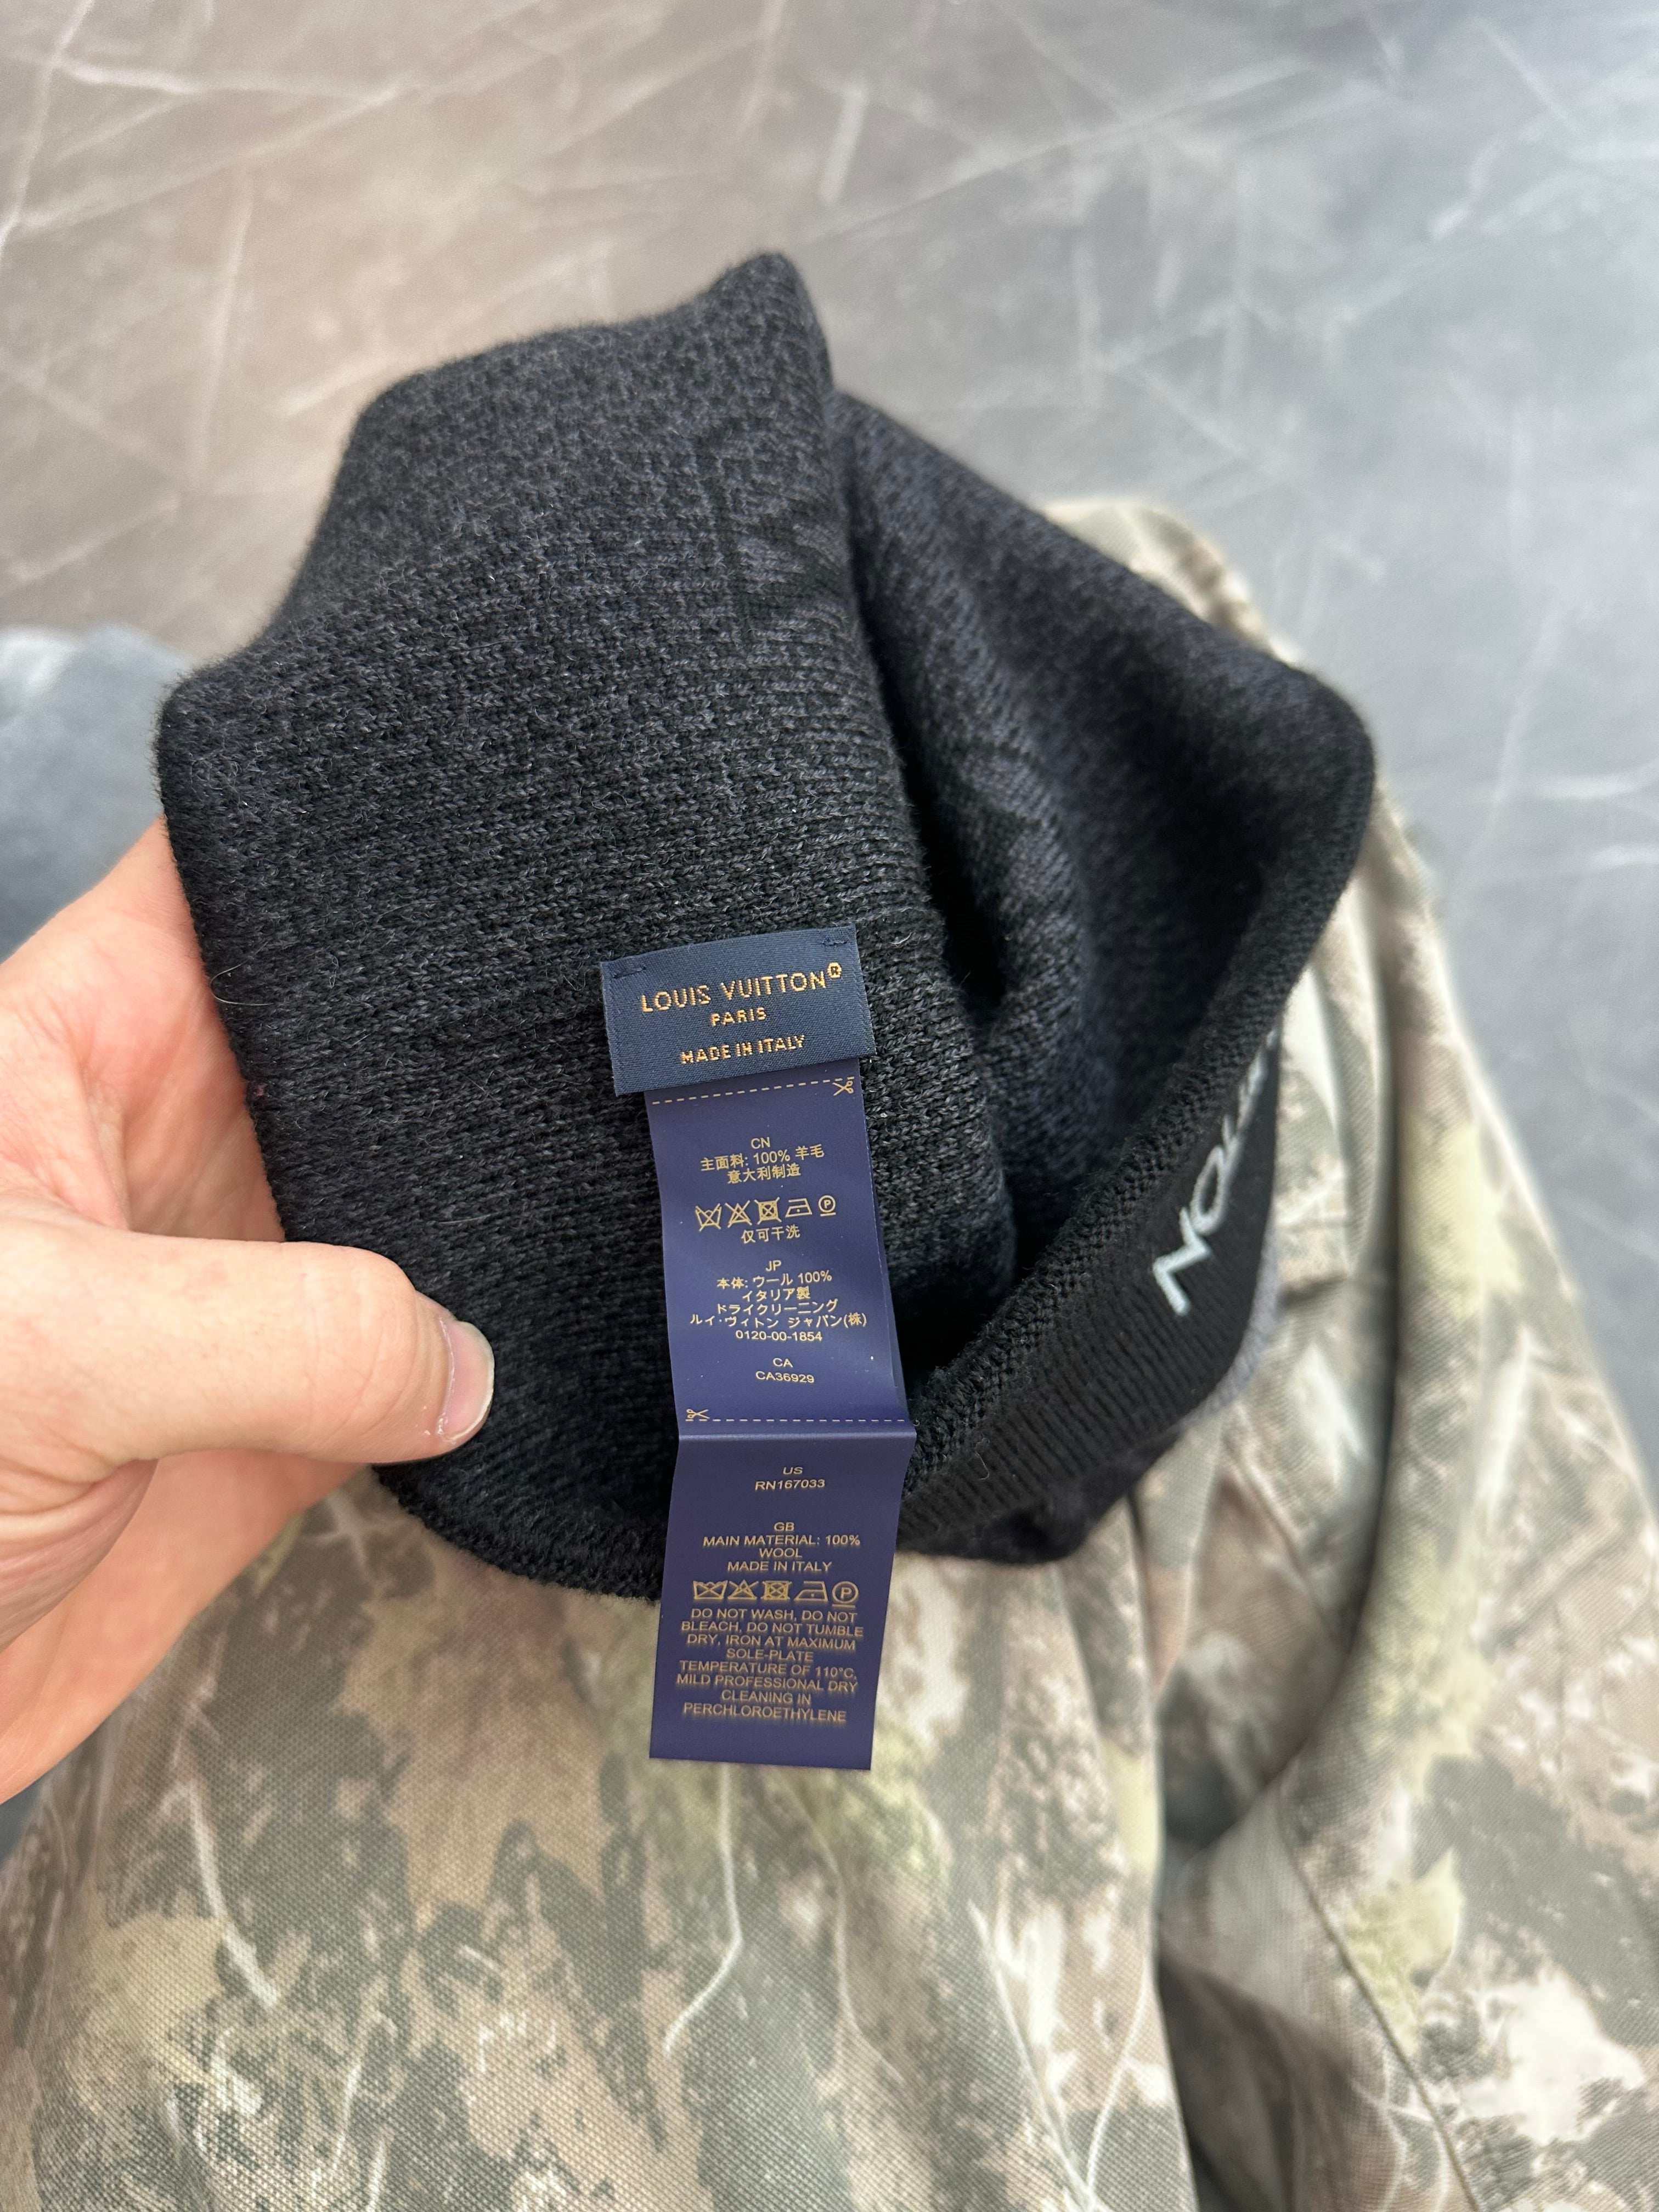 LOUIS VUITTON®
PARIS
MADE IN ITALY
CN
主面料: 100% 羊毛
意大利制造
P
仅可干洗
JP
本体: ウール 100%
イタリア製
ドライクリーニング
ルイ･ヴィトン ジャパン(株)
0120-00-1854
CA
CA36929
US
RN167033
GB
MAIN MATERIAL: 100%
WOOL
MADE IN ITALY
P
DO NOT WASH, DO NOT
BLEACH, DO NOT TUMBLE
DRY, IRON AT MAXIMUM
SOLE-PLATE
TEMPERATURE OF 110°C,
MILD PROFESSIONAL DRY
CLEANING IN
PERCHLOROETHYLENE